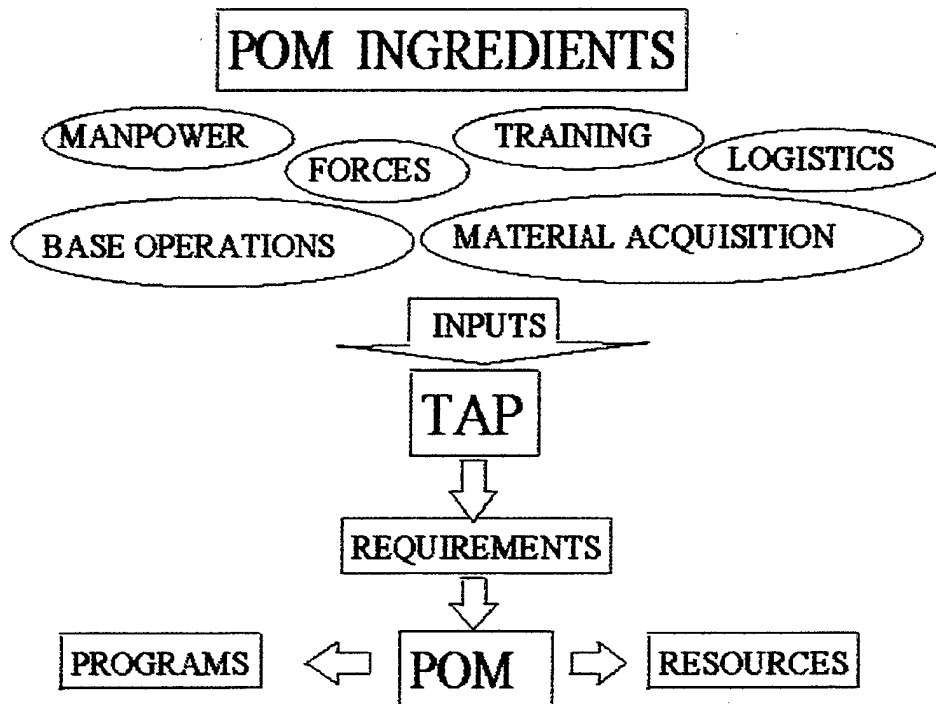 POM INGREDIENTS
MANPOWER
TRAINING
FORCES
LOGISTICS
BASE OPERATIONS
MATERIAL ACQUISITION
INPUTS
TAP
REQUIREMENTS
PROGRAMS
POM
RESOURCES